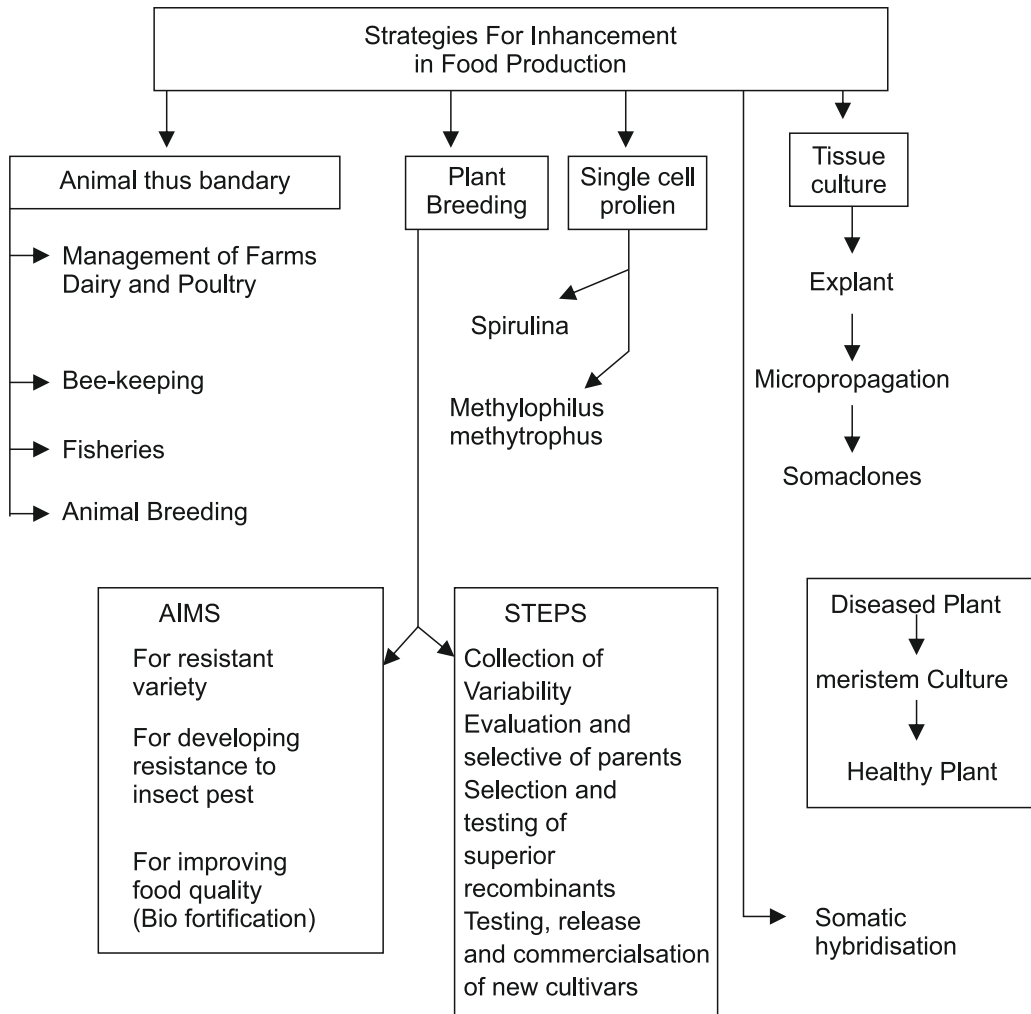 Strategies For Inhancement
in Food Production
Animal thus bandary
Management of Farms
Dairy and Poultry
Bee-keeping
Fisheries
Animal Breeding
Plant
Breeding
Single cell
prolien
Spirulina
Methylophilus
methytrophus
Tissue
culture
Explant
Micropropagation
Somaclones
AIMS
For resistant
variety
For developing
resistance to
insect pest
For improving
food quality
(Bio fortification)
STEPS
Collection of
Variability
Evaluation and
selective of parents
Selection and
testing of
superior
recombinants
Testing, release
and commercialsation
of new cultivars
Diseased Plant
meristem Culture
Healthy Plant
Somatic
hybridisation